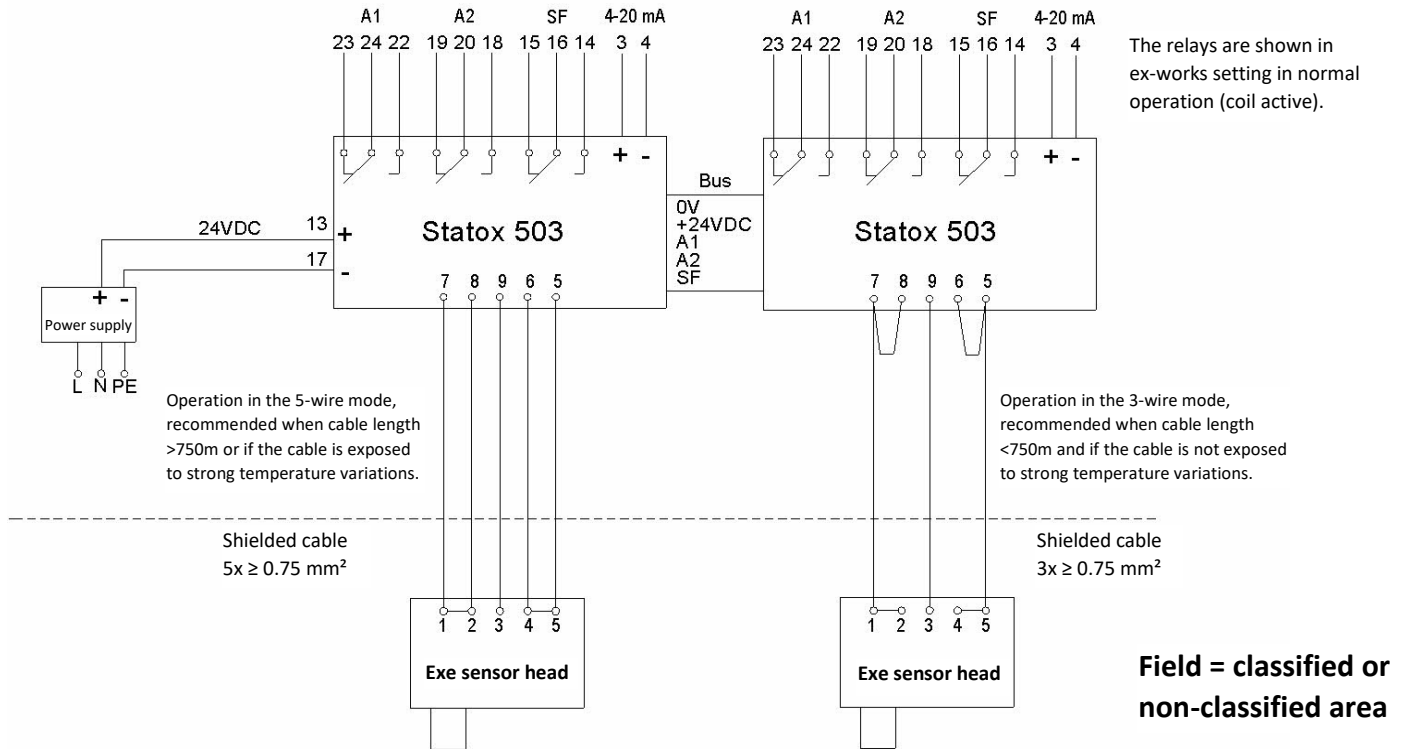 A1 A2 SF 4-20 mA
23 24 22 19 20 18 15 16 14 3 4
A1 A2 SF 4-20 mA
23 24 22 19 20 18 15 16 14 3 4
The relays are shown in
ex-works setting in normal
operation (coil active).
+ -
+ -
24VDC
13 +
17 -
Statox 503
7 8 9 6 5
Bus
0V
+24VDC
A1
A2
SF
Statox 503
7 8 9 6 5
+ -
Power supply
L N PE
Operation in the 5-wire mode,
recommended when cable length
>750m or if the cable is exposed
to strong temperature variations.
Operation in the 3-wire mode,
recommended when cable length
<750m and if the cable is not exposed
to strong temperature variations.
Shielded cable
5x ≥ 0.75 mm²
Shielded cable
3x ≥ 0.75 mm²
1 2 3 4 5
Exe sensor head
1 2 3 4 5
Exe sensor head
Field = classified or
non-classified area